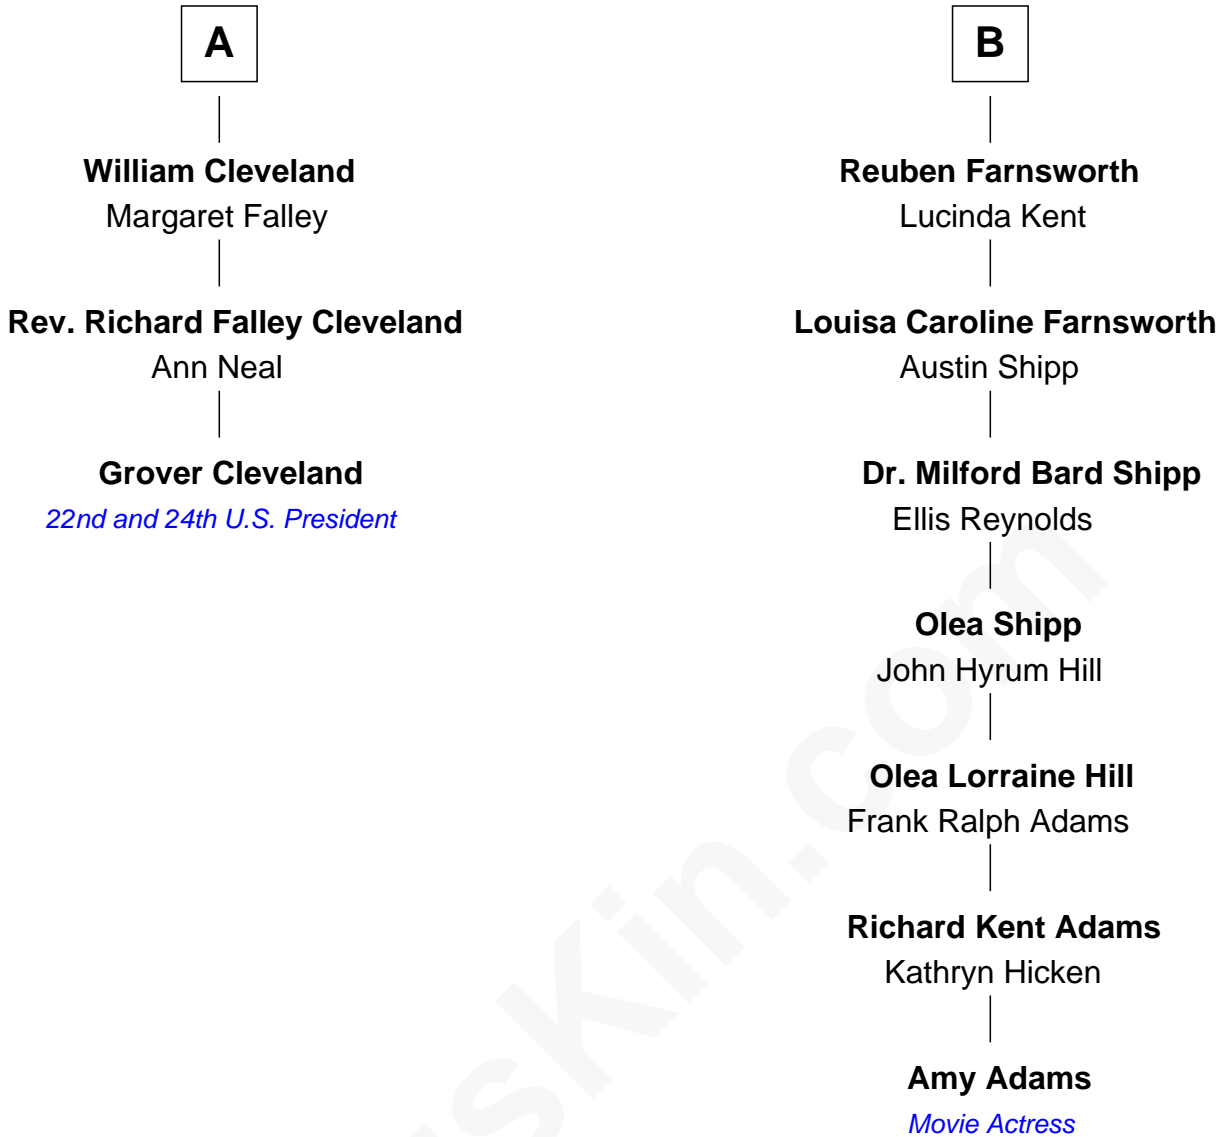 A
William Cleveland
Margaret Falley
Rev. Richard Falley Cleveland
Ann Neal
Grover Cleveland
22nd and 24th U.S. President
B
Reuben Farnsworth
Lucinda Kent
Louisa Caroline Farnsworth
Austin Shipp
Dr. Milford Bard Shipp
Ellis Reynolds
Olea Shipp
John Hyrum Hill
Olea Lorraine Hill
Frank Ralph Adams
Richard Kent Adams
Kathryn Hicken
Amy Adams
Movie Actress
sKin.com